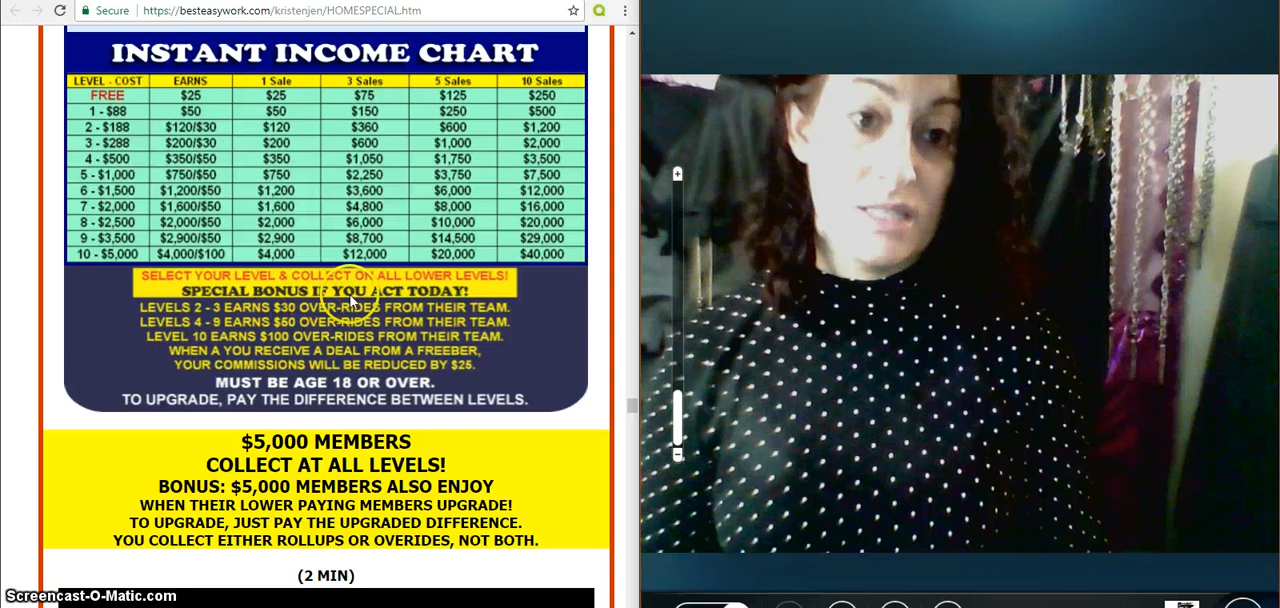 Secure https://besteasywork.com/kristenjen/HOMESPECIAL.htm
INSTANT INCOME CHART
LEVEL - COST EARNS 1 Sale 3 Sales 5 Sales 10 Sales
FREE $25 $25 $75 $125 $250
1 - $88 $50 $50 $150 $250 $500
2 - $188 $120/$30 $120 $360 $600 $1,200
3 - $288 $200/$30 $200 $600 $1,000 $2,000
4 - $500 $350/$50 $350 $1,050 $1,750 $3,500
5 - $1,000 $750/$50 $750 $2,250 $3,750 $7,500
6 - $1,500 $1,200/$50 $1,200 $3,600 $6,000 $12,000
7 - $2,000 $1,600/$50 $1,600 $4,800 $8,000 $16,000
8 - $2,500 $2,000/$50 $2,000 $6,000 $10,000 $20,000
9 - $3,500 $2,900/$50 $2,900 $8,700 $14,500 $29,000
10 - $5,000 $4,000/$100 $4,000 $12,000 $20,000 $40,000
SELECT YOUR LEVEL & COLLECT ON ALL LOWER LEVELS!
SPECIAL BONUS IF YOU ACT TODAY!
LEVELS 2 - 3 EARNS $30 OVER-RIDES FROM THEIR TEAM.
LEVELS 4 - 9 EARNS $50 OVER-RIDES FROM THEIR TEAM.
LEVEL 10 EARNS $100 OVER-RIDES FROM THEIR TEAM.
WHEN A YOU RECEIVE A DEAL FROM A FREEBER,
YOUR COMMISSIONS WILL BE REDUCED BY $25.
MUST BE AGE 18 OR OVER.
TO UPGRADE, PAY THE DIFFERENCE BETWEEN LEVELS.
$5,000 MEMBERS
COLLECT AT ALL LEVELS!
BONUS: $5,000 MEMBERS ALSO ENJOY
WHEN THEIR LOWER PAYING MEMBERS UPGRADE!
TO UPGRADE, JUST PAY THE UPGRADED DIFFERENCE.
YOU COLLECT EITHER ROLLUPS OR OVERIDES, NOT BOTH.
(2 MIN)
Screencast-O-Matic.com